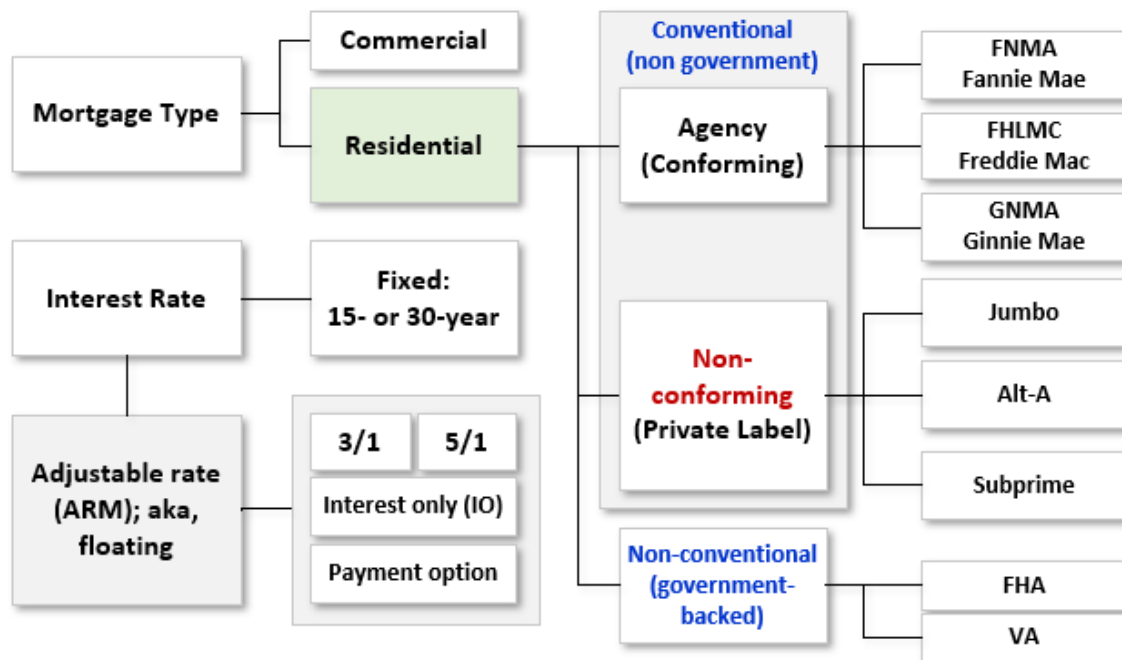 Mortgage Type
Commercial
Residential
Conventional
(non government)
Agency
(Conforming)
FNMA
Fannie Mae
FHLMC
Freddie Mac
GNMA
Ginnie Mae
Interest Rate
Fixed:
15- or 30-year
Non-
conforming
(Private Label)
Jumbo
Alt-A
Subprime
Adjustable rate
(ARM); aka,
floating
3/1
5/1
Interest only (IO)
Payment option
Non-conventional
(government-
backed)
FHA
VA